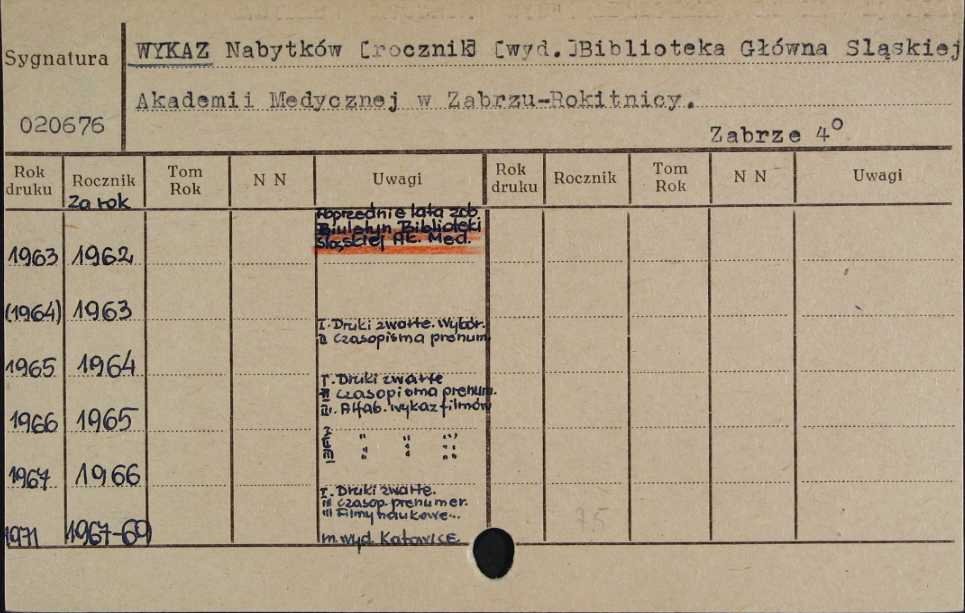 Sygnatura
020676
WYKAZ Nabytków [rocznik] [wyd.]Biblioteka Główna Śląskiej
Akademii Medycznej w Zabrzu-Rokitnicy.
Zabrze 4°
Rok druku Rocznik Tom Rok N N Uwagi Rok druku Rocznik Tom Rok N N Uwagi
Za rok
Poprzednie lata zob.
Biuletyn Biblioteki
Śląskiej Ak. Med.
1963 1962
(1964) 1963
I. Druki zwarte. Wybór.
II Czasopisma prenum.
1965 1964
I. Druki zwarte
II czasopisma prenum.
III. Alfab. wykaz filmów
1966 1965
" " "
" " "
1967 1966
I. Druki zwarte.
II czasop. prenumer.
III Filmy naukowe..
75
1971 1967-69 m. wyd. Katowice